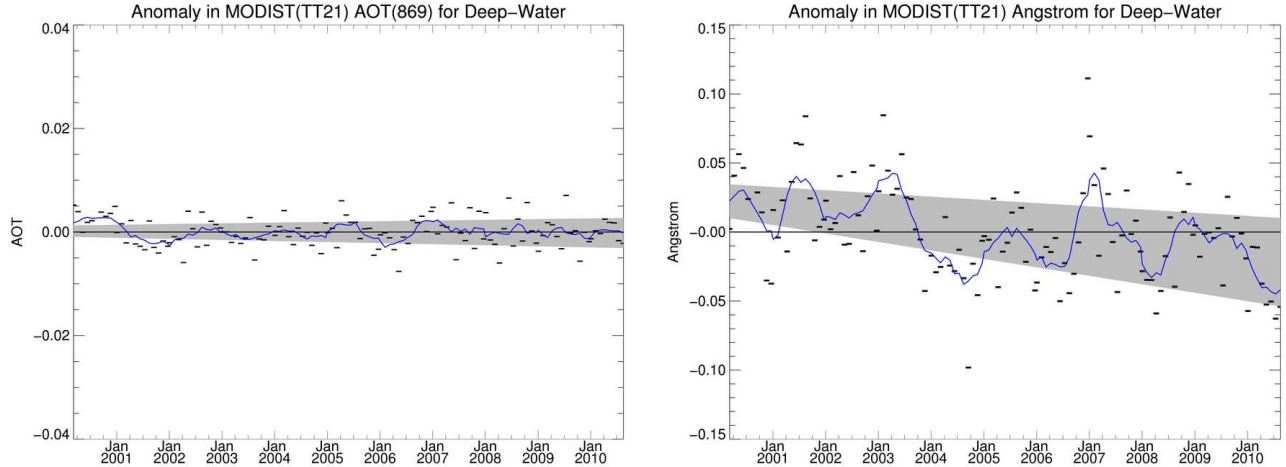 Anomaly in MODIST(TT21) AOT(869) for Deep-Water
0.04
0.02
0.00
-0.02
-0.04
AOT
Jan 2001
Jan 2002
Jan 2003
Jan 2004
Jan 2005
Jan 2006
Jan 2007
Jan 2008
Jan 2009
Jan 2010
Anomaly in MODIST(TT21) Angstrom for Deep-Water
0.15
0.10
0.05
-0.00
-0.05
-0.10
-0.15
Angstrom
Jan 2001
Jan 2002
Jan 2003
Jan 2004
Jan 2005
Jan 2006
Jan 2007
Jan 2008
Jan 2009
Jan 2010